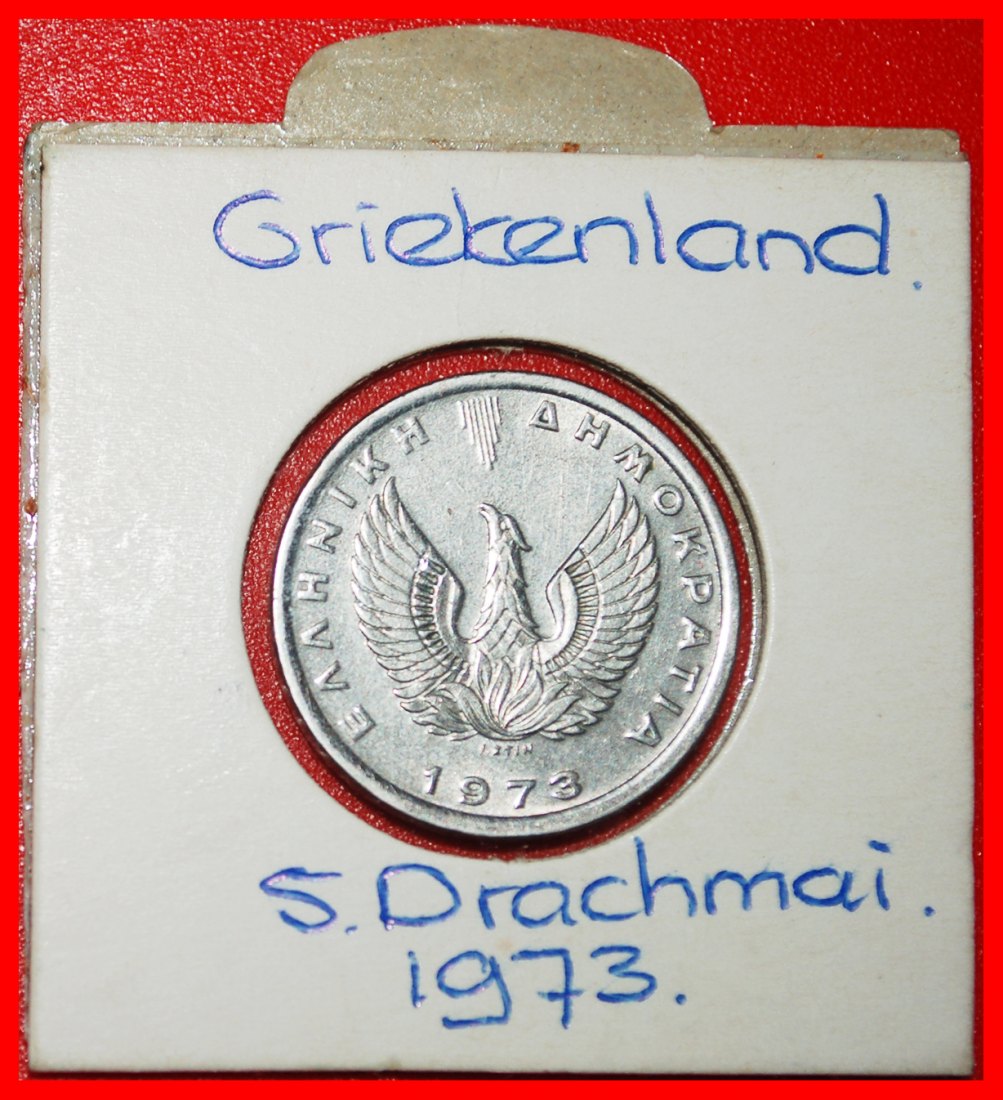 Griekenland.
ΕΛΛΗΝΙΚΗ ΔΗΜΟΚΡΑΤΙΑ
1973
5. Drachmai.
1973.